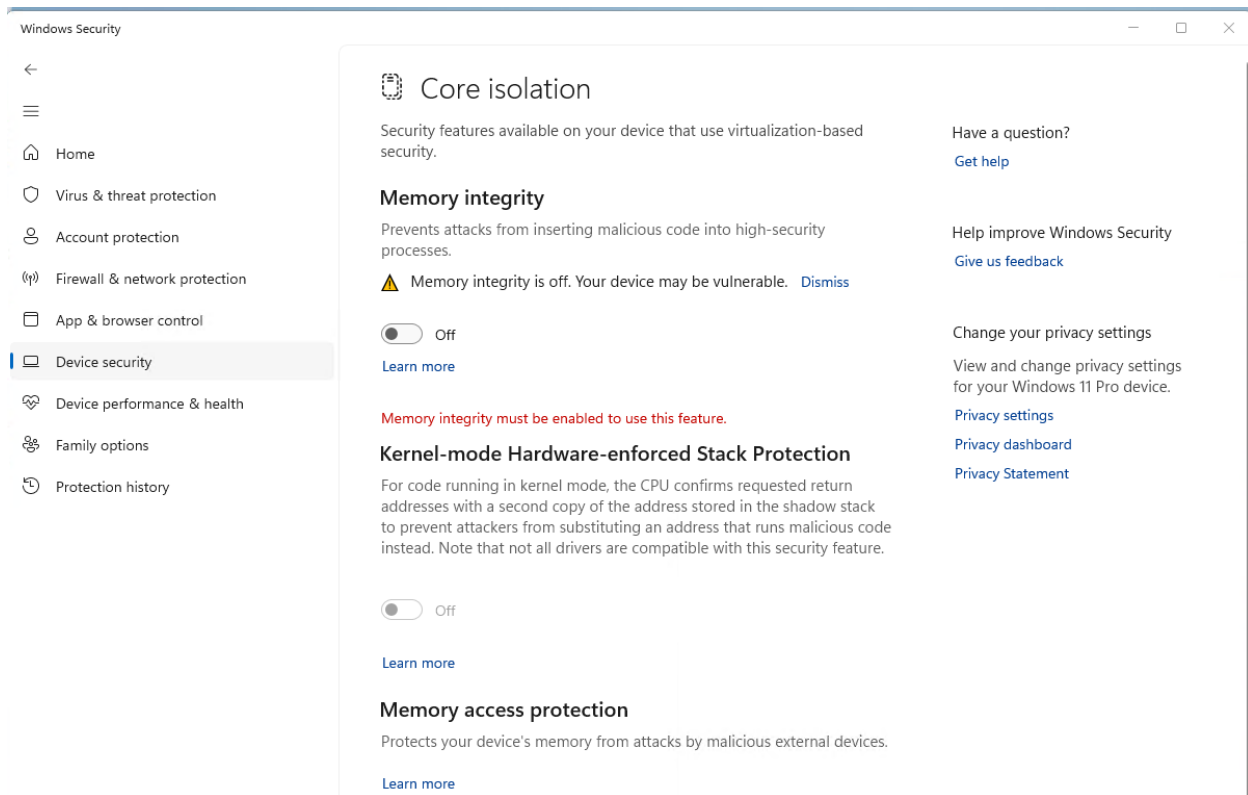 Windows Security
Home
Virus & threat protection
Account protection
Firewall & network protection
App & browser control
Device security
Device performance & health
Family options
Protection history
Core isolation
Security features available on your device that use virtualization-based
security.
Memory integrity
Prevents attacks from inserting malicious code into high-security
processes.
Memory integrity is off. Your device may be vulnerable. Dismiss
Off
Learn more
Memory integrity must be enabled to use this feature.
Kernel-mode Hardware-enforced Stack Protection
For code running in kernel mode, the CPU confirms requested return
addresses with a second copy of the address stored in the shadow stack
to prevent attackers from substituting an address that runs malicious code
instead. Note that not all drivers are compatible with this security feature.
Off
Learn more
Memory access protection
Protects your device's memory from attacks by malicious external devices.
Learn more
Have a question?
Get help
Help improve Windows Security
Give us feedback
Change your privacy settings
View and change privacy settings
for your Windows 11 Pro device.
Privacy settings
Privacy dashboard
Privacy Statement